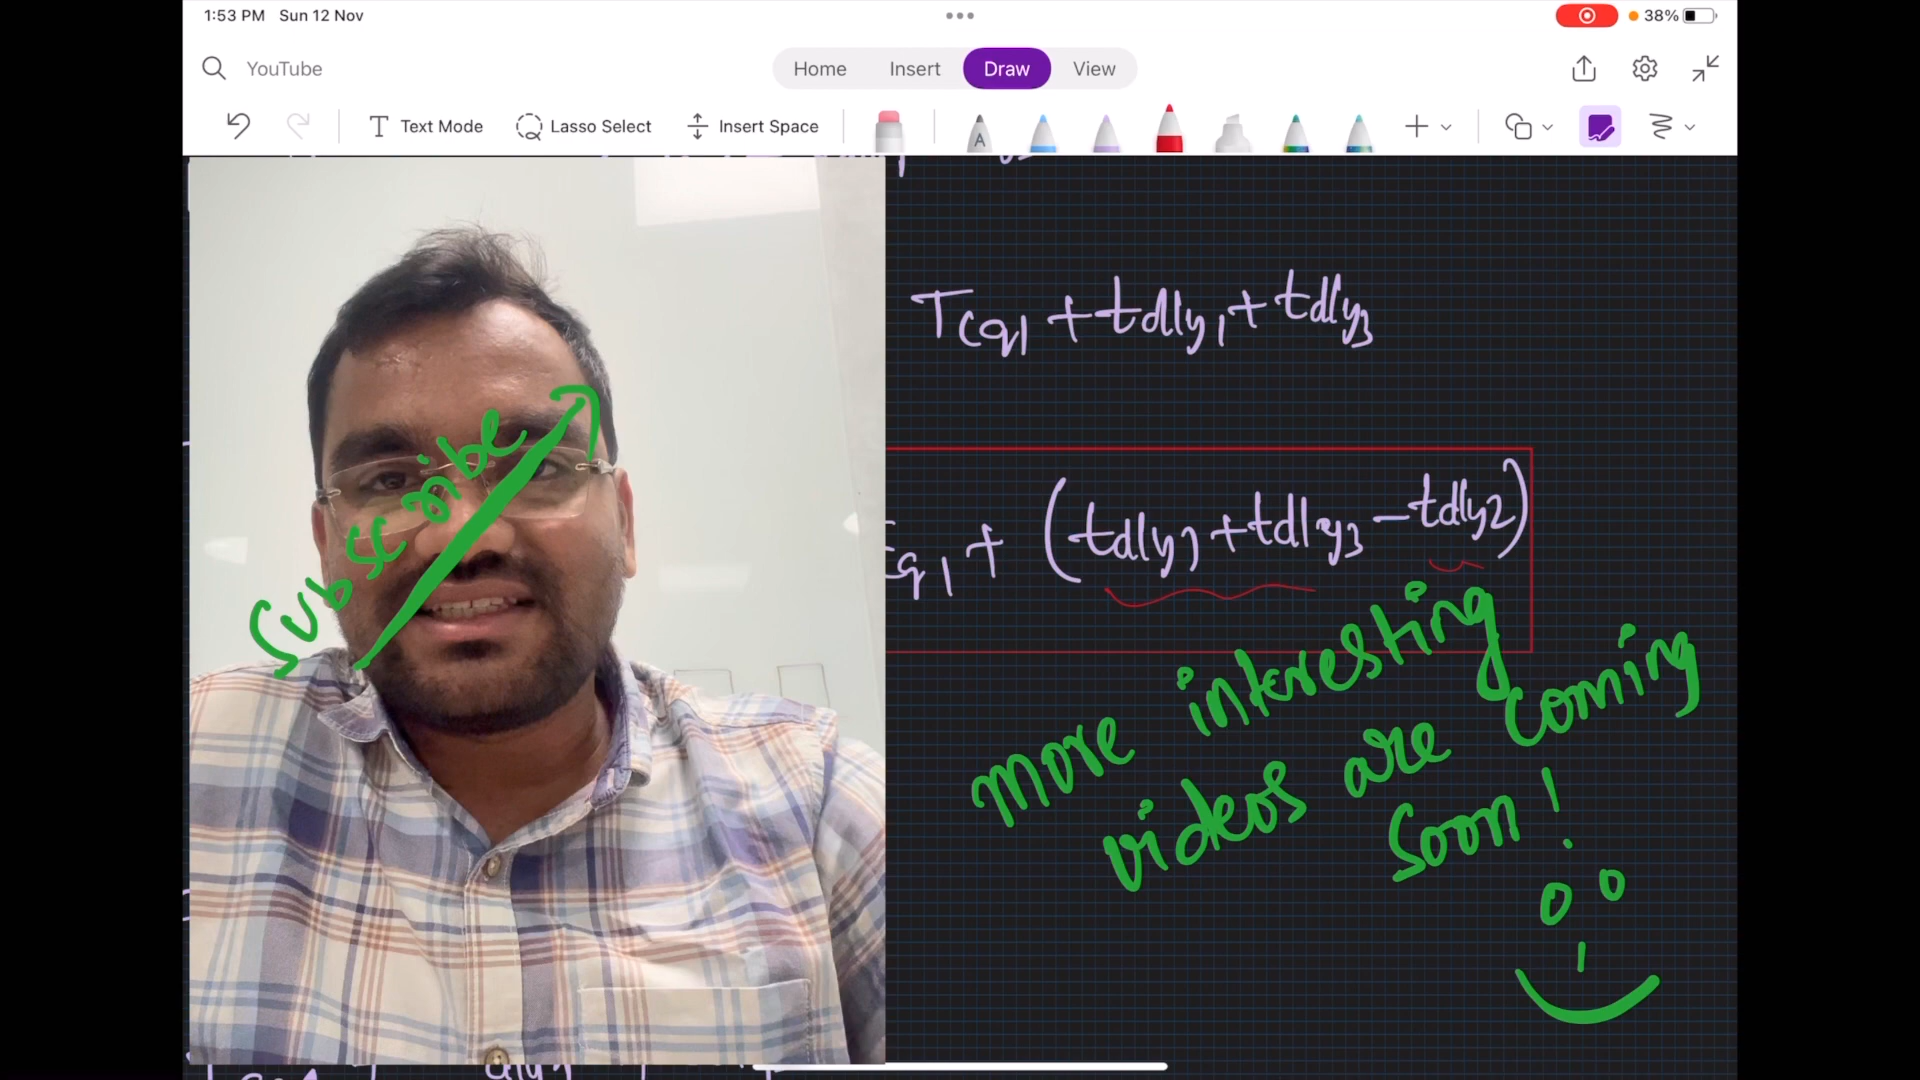 1:53 PM Sun 12 Nov
38%
YouTube
Home Insert Draw View
Text Mode Lasso Select Insert Space
A
Tcq1 + tdly1 + tdly3
q1 + (tdly1 + tdly3 - tdly2)
Subscribe
more interesting
videos are coming
soon!